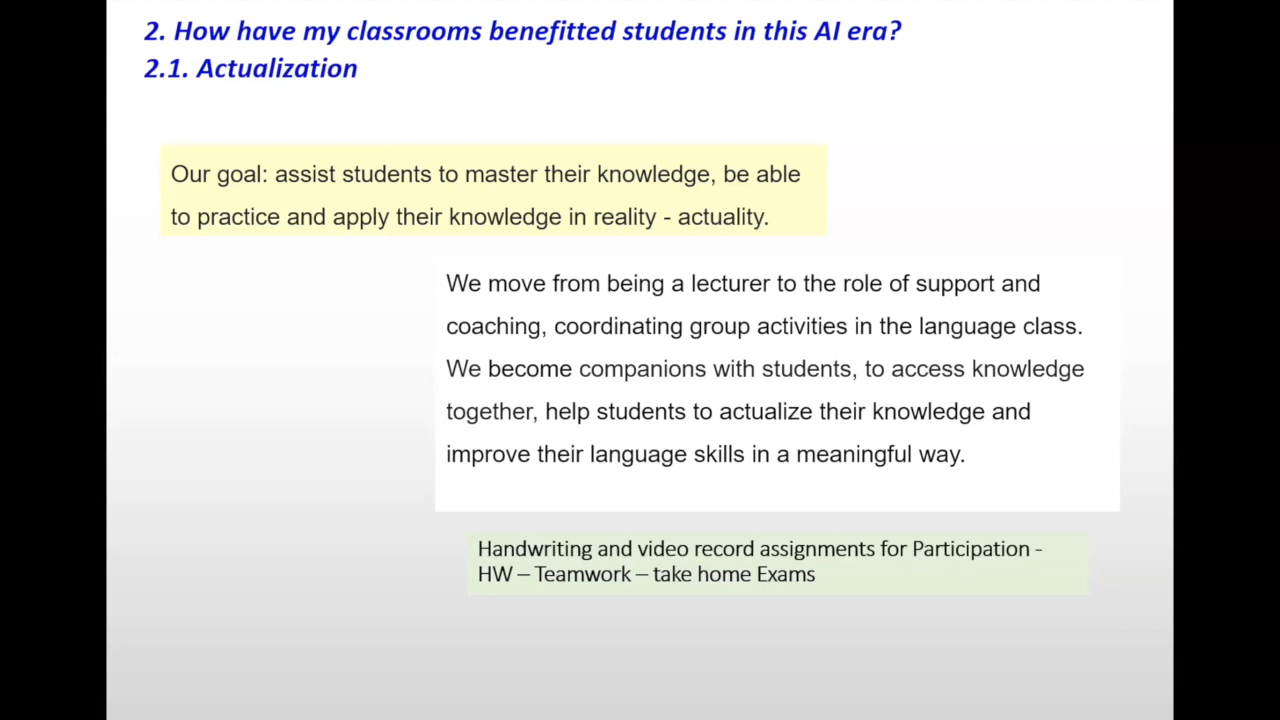 2. How have my classrooms benefitted students in this AI era?
2.1. Actualization
Our goal: assist students to master their knowledge, be able
to practice and apply their knowledge in reality - actuality.
We move from being a lecturer to the role of support and
coaching, coordinating group activities in the language class.
We become companions with students, to access knowledge
together, help students to actualize their knowledge and
improve their language skills in a meaningful way.
Handwriting and video record assignments for Participation -
HW – Teamwork – take home Exams